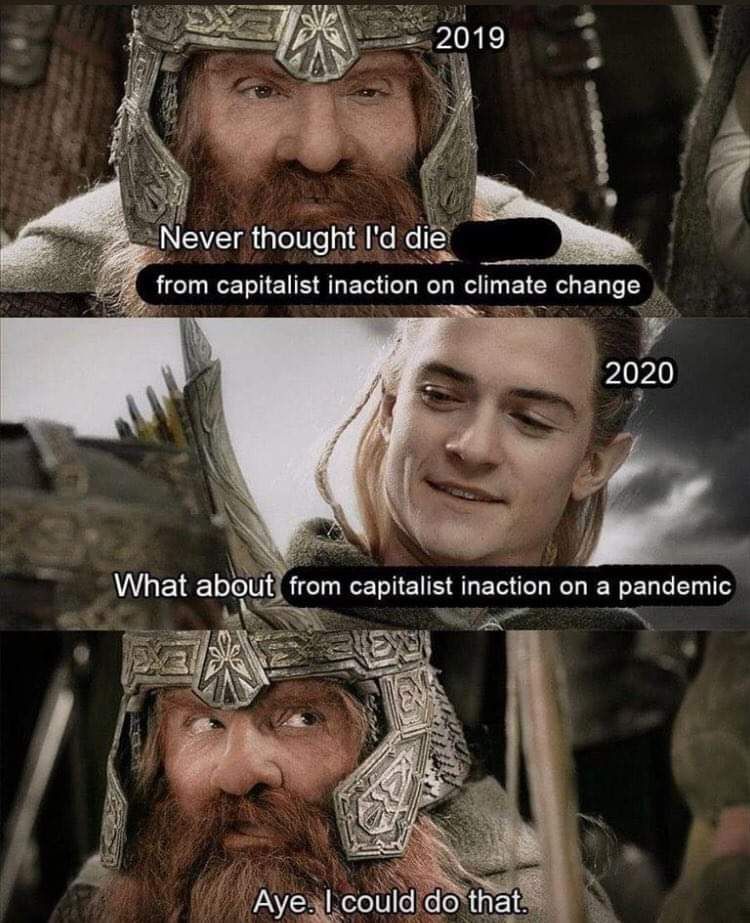 2019
Never thought I'd die
from capitalist inaction on climate change
2020
What about from capitalist inaction on a pandemic
Aye. I could do that.